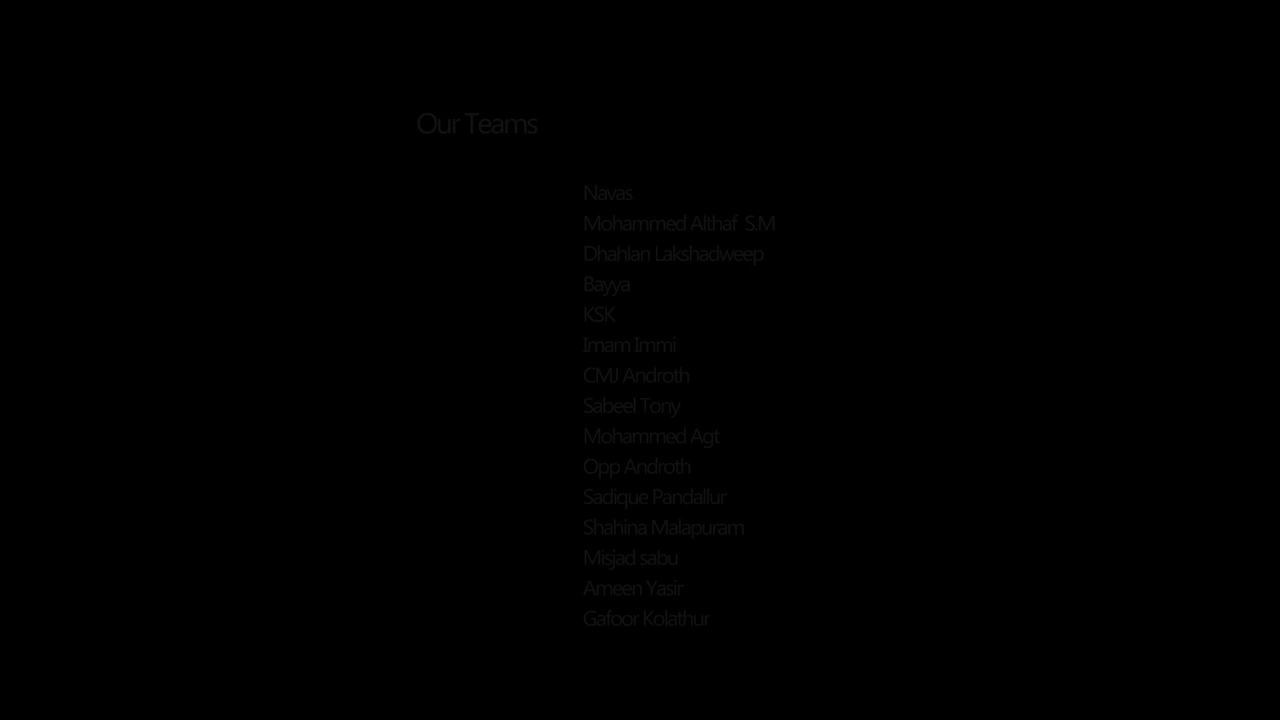 Our Teams
Navas
Mohammed Althaf S.M
Dhahlan Lakshadweep
Bayya
KSK
Imam Immi
CMJ Androth
Sabeel Tony
Mohammed Agt
Opp Androth
Sadique Pandallur
Shahina Malapuram
Misjad sabu
Ameen Yasir
Gafoor Kolathur